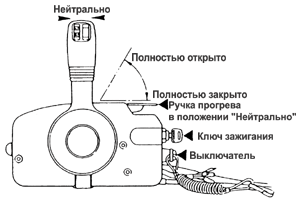 Нейтрально
Полностью открыто
Полностью закрыто
Ручка прогрева
в положении "Нейтрально"
Ключ зажигания
Выключатель